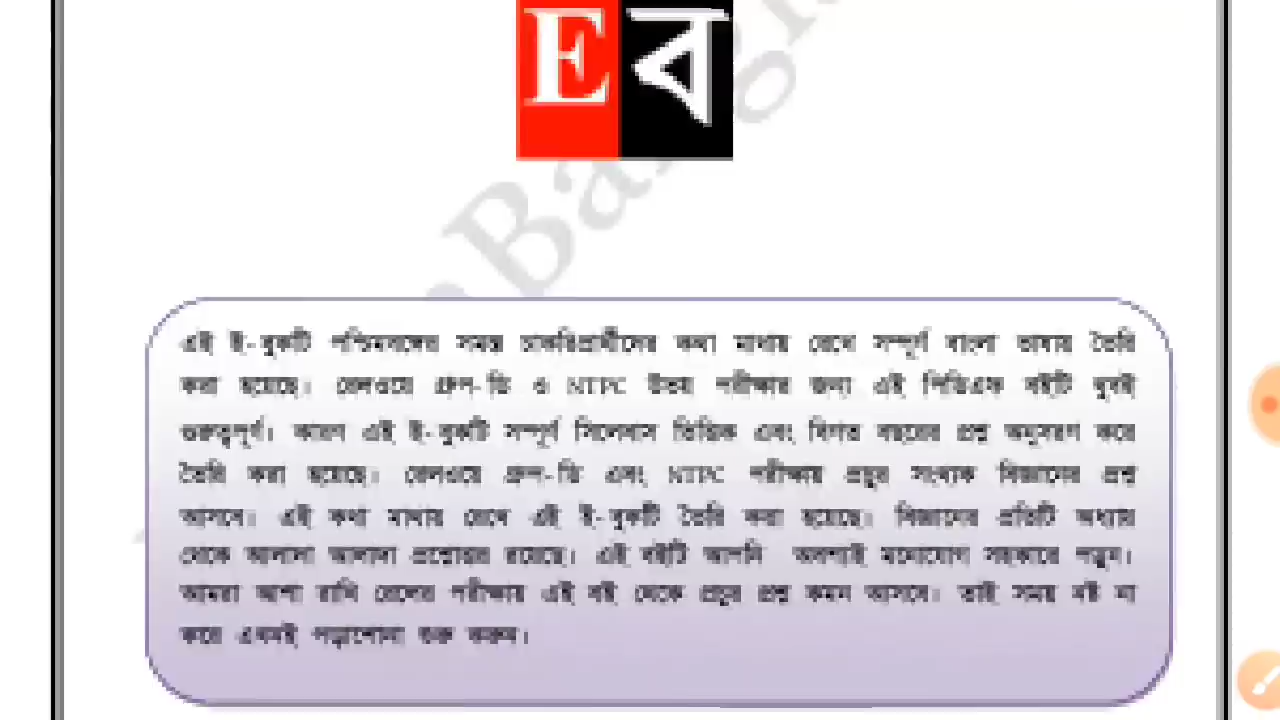 Eব
এই ই-বুকটি পশ্চিমবঙ্গের সমস্ত চাকরিপ্রার্থীদের কথা মাথায় রেখে সম্পূর্ণ বাংলা ভাষায় তৈরি
করা হয়েছে। রেলওয়ে গ্রুপ-ডি ও NTPC উভয় পরীক্ষার জন্য এই পিডিএফ বইটি খুবই
গুরুত্বপূর্ণ। কারণ এই ই-বুকটি সম্পূর্ণ সিলেবাস ভিত্তিক এবং বিগত বছরের প্রশ্ন অনুসরণ করে
তৈরি করা হয়েছে। রেলওয়ে গ্রুপ-ডি এবং NTPC পরীক্ষায় প্রচুর সংখ্যক বিজ্ঞানের প্রশ্ন
আসবে। এই কথা মাথায় রেখে এই ই-বুকটি তৈরি করা হয়েছে। বিজ্ঞানের প্রতিটি অধ্যায়
থেকে আলাদা আলাদা প্রশ্নোত্তর রয়েছে। এই বইটি আপনি অবশ্যই মনোযোগ সহকারে পড়ুন।
আমরা আশা রাখি রেলের পরীক্ষায় এই বই থেকে প্রচুর প্রশ্ন কমন আসবে। তাই সময় নষ্ট না
করে এখনই পড়াশোনা শুরু করুন।